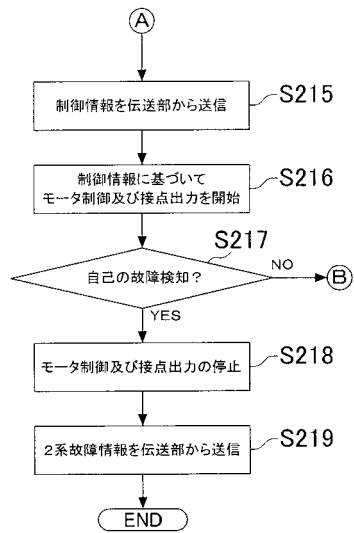 A
制御情報を伝送部から送信
S215
制御情報に基づいて
モータ制御及び接点出力を開始
S216
S217
自己の故障検知？
NO
B
YES
モータ制御及び接点出力の停止
S218
２系故障情報を伝送部から送信
S219
END